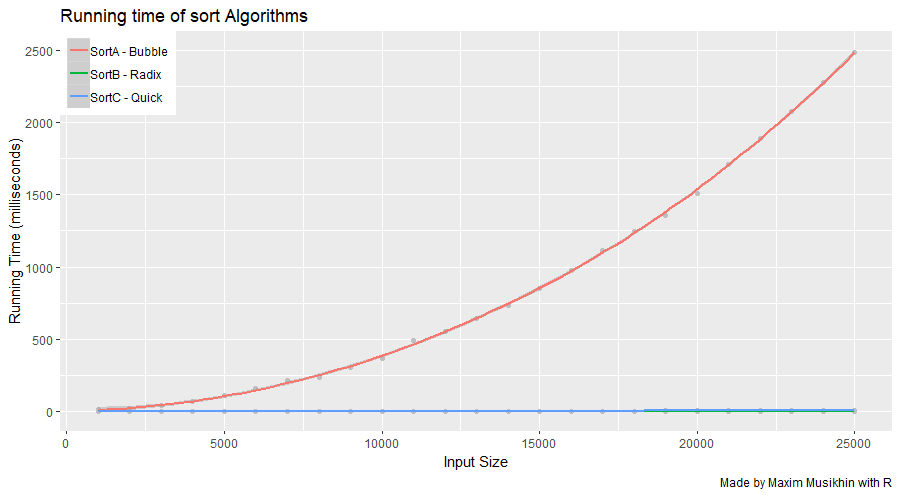 Running time of sort Algorithms
SortA - Bubble
SortB - Radix
SortC - Quick
Running Time (milliseconds)
2500
2000
1500
1000
500
0
0
5000
10000
15000
20000
25000
Input Size
Made by Maxim Musikhin with R